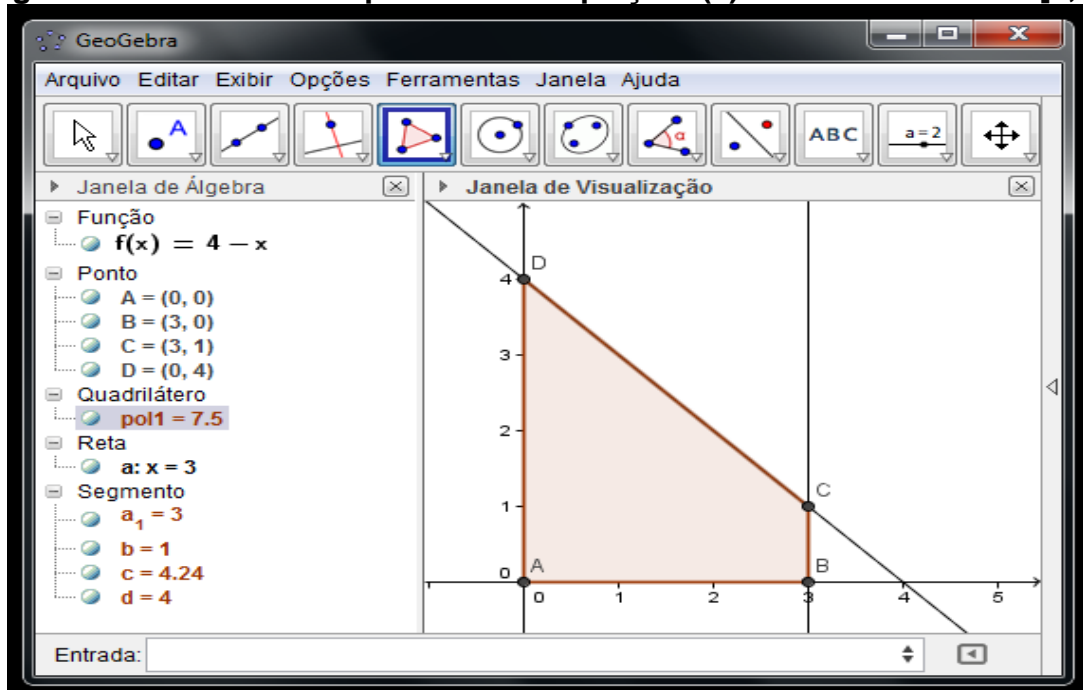 GeoGebra
Arquivo Editar Exibir Opções Ferramentas Janela Ajuda
A
α
ABC
a=2
Janela de Álgebra
Função
f(x) = 4 – x
Ponto
A = (0, 0)
B = (3, 0)
C = (3, 1)
D = (0, 4)
Quadrilátero
pol1 = 7.5
Reta
a: x = 3
Segmento
a₁ = 3
b = 1
c = 4.24
d = 4
Janela de Visualização
D
4
3
2
C
1
0 A B
0 1 2 3 4 5
Entrada: